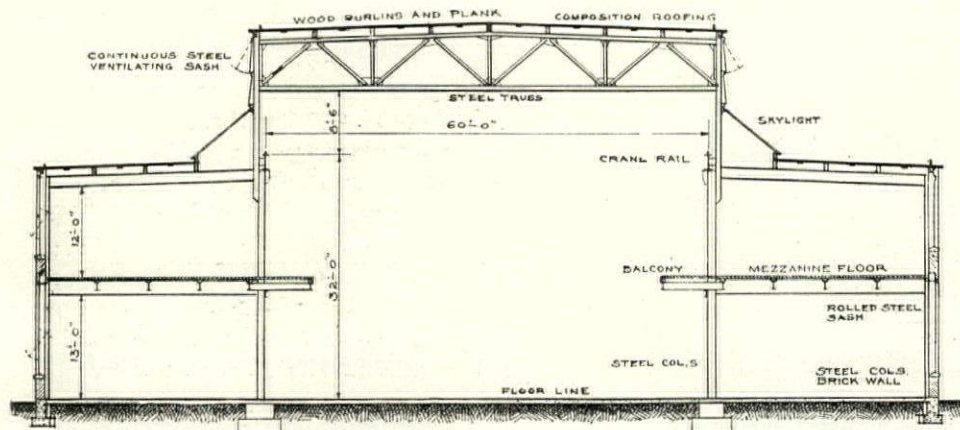 WOOD PURLINS AND PLANK
COMPOSITION ROOFING
CONTINUOUS STEEL
VENTILATING SASH
STEEL TRUSS
8'-6"
60'-0"
SKYLIGHT
CRANE RAIL
12'-0"
32'-0"
BALCONY
MEZZANINE FLOOR
ROLLED STEEL
SASH
13'-0"
STEEL COL,S
STEEL COLS.
BRICK WALL
FLOOR LINE